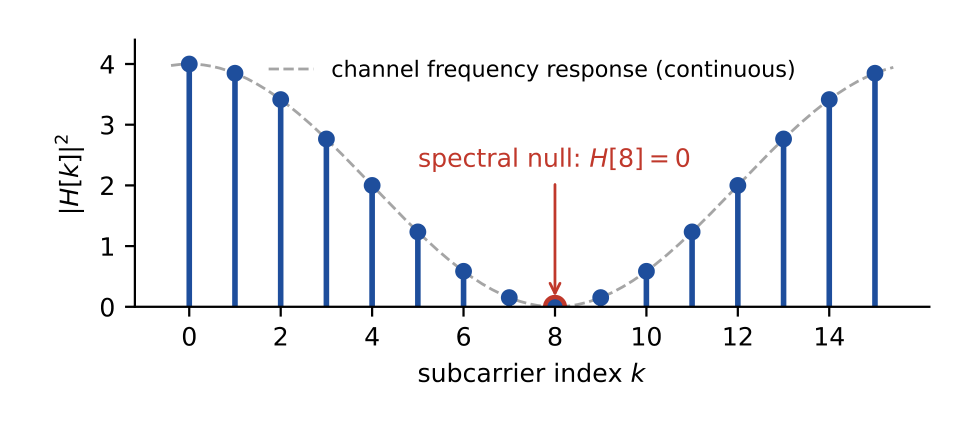 channel frequency response (continuous)
spectral null: H[8] = 0
|H[k]|²
4
3
2
1
0
0 2 4 6 8 10 12 14
subcarrier index k